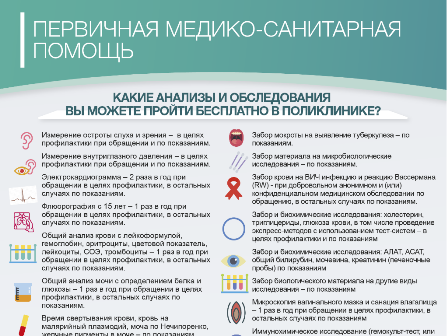 ПЕРВИЧНАЯ МЕДИКО-САНИТАРНАЯ
ПОМОЩЬ
КАКИЕ АНАЛИЗЫ И ОБСЛЕДОВАНИЯ
ВЫ МОЖЕТЕ ПРОЙТИ БЕСПЛАТНО В ПОЛИКЛИНИКЕ?
Измерение остроты слуха и зрения – в целях
профилактики при обращении и по показаниям.
Измерение внутриглазного давления – в целях
профилактики при обращении и по показаниям.
Электрокардиограмма – 2 раза в год при
обращении в целях профилактики, в остальных
случаях по показаниям.
Флюорография с 15 лет – 1 раз в год при
обращении в целях профилактики, в остальных
случаях по показаниям.
Общий анализ крови с лейкоформулой,
гемоглобин, эритроциты, цветовой показатель,
лейкоциты, СОЭ, тромбоциты – 1 раз в год при
обращении в целях профилактики, в остальных
случаях по показаниям.
Общий анализ мочи с определением белка и
глюкозы – 1 раз в год при обращении в целях
профилактики, в остальных случаях по
показаниям.
Время свертывания крови, кровь на
малярийный плазмодий, моча по Нечипоренко,
желчные пигменты в моче – по показаниям
Забор мокроты на выявление туберкулеза – по
показаниям.
Забор материала на микробиологические
исследования – по показаниям.
Забор крови на ВИЧ инфекцию и реакцию Вассермана
(RW) - при добровольном анонимном и (или)
конфиденциальном медицинском обследовании по
обращению, в остальных случаях по показаниям.
Забор и биохимические исследования: холестерин,
триглицериды, глюкоза крови, в том числе проведение
экспресс-методов с использованием тест-систем – в
целях профилактики и по показаниям
Забор и биохимические исследования: АЛАТ, АСАТ,
общий билирубин, мочевина, креатинин (печеночные
пробы) по показаниям
Забор биологического материала на другие виды
исследования – по показаниям
Микроскопия вагинального мазка и санация влагалища
– 1 раз в год при обращении в целях профилактики, в
остальных случаях по показаниям
Иммунохимическое исследование (гемокульт-тест, или